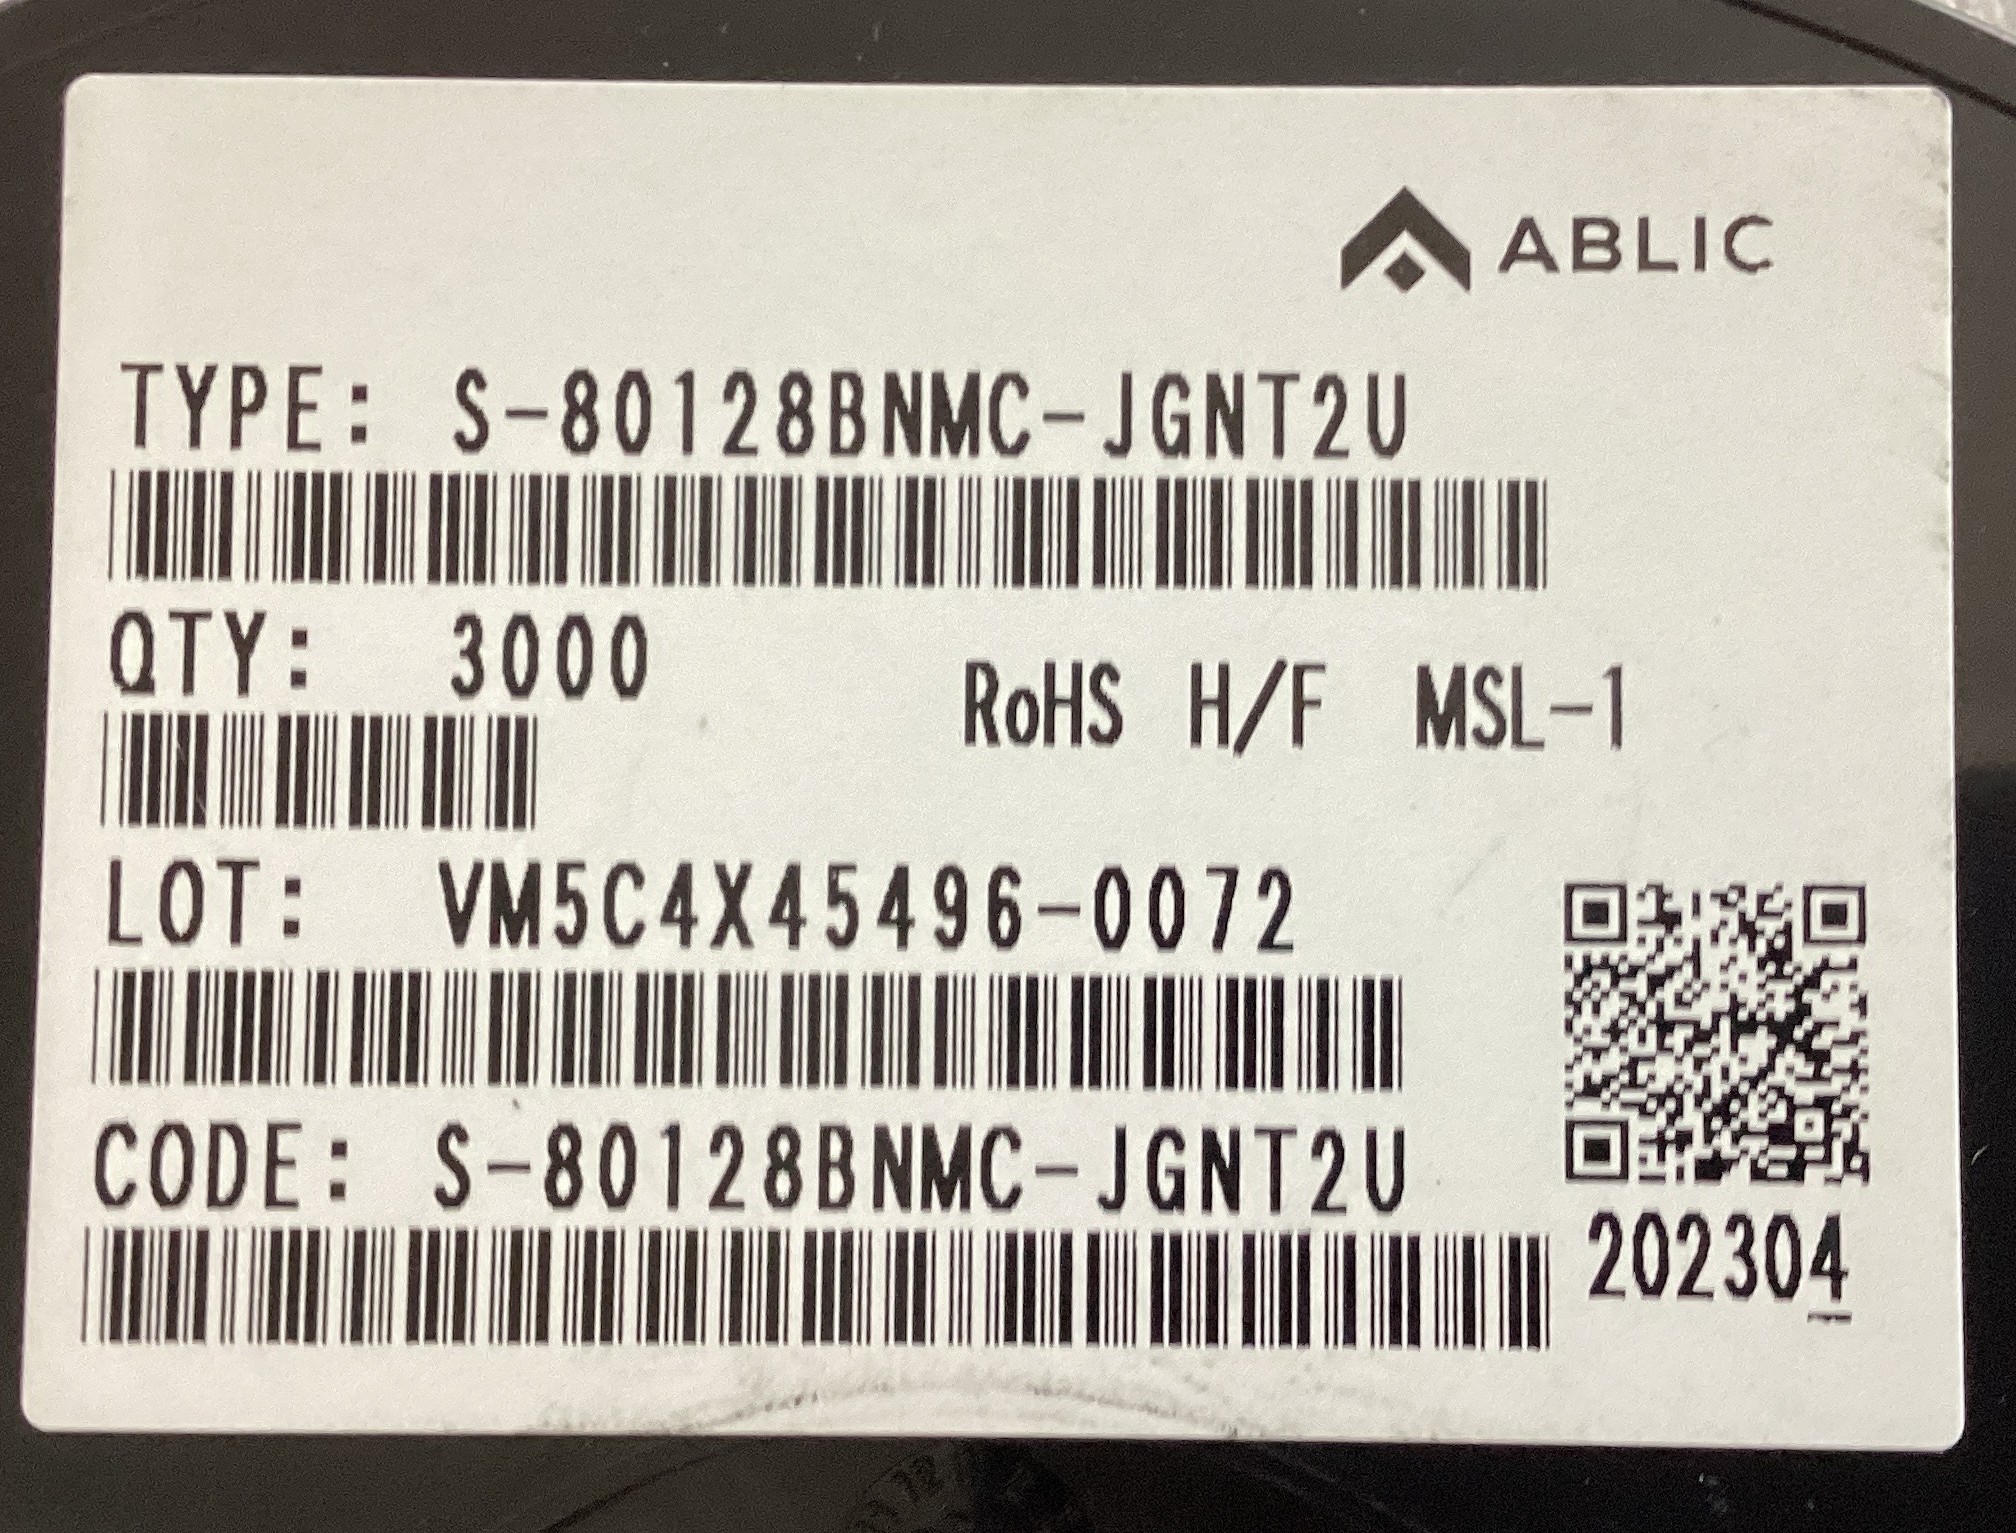 ABLIC
TYPE: S-80128BNMC-JGNT2U
QTY: 3000
RoHS H/F MSL-1
LOT: VM5C4X45496-0072
CODE: S-80128BNMC-JGNT2U
202304